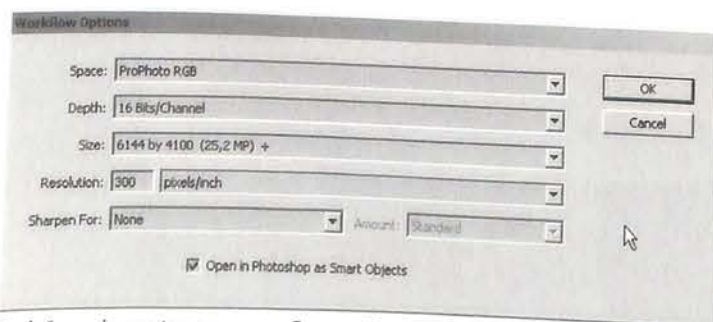 Workflow Options
Space: ProPhoto RGB
OK
Depth: 16 Bits/Channel
Cancel
Size: 6144 by 4100 (25,2 MP) +
Resolution: 300 pixels/inch
Sharpen For: None Amount: Standard
Open in Photoshop as Smart Objects